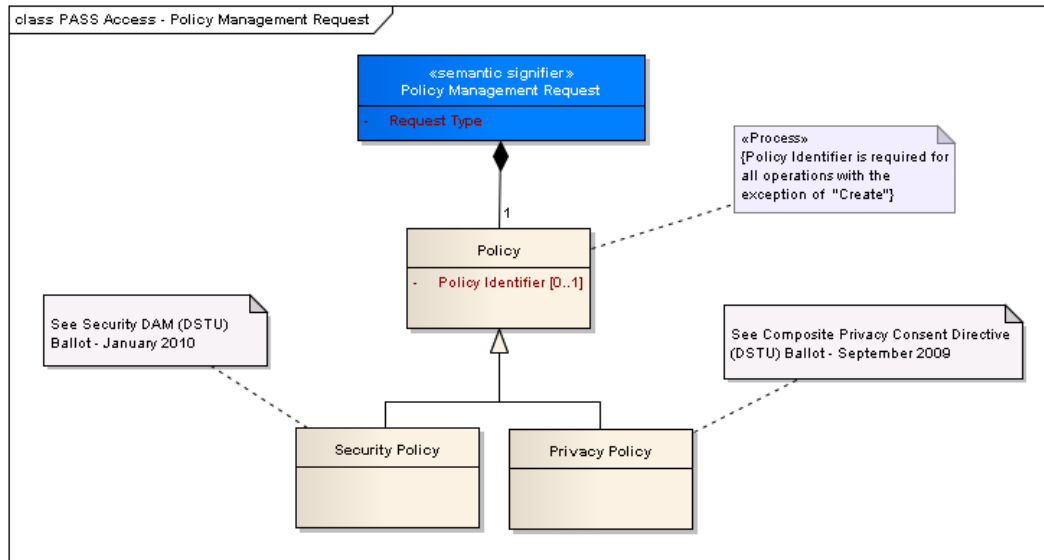 class PASS Access - Policy Management Request
«semantic signifier»
Policy Management Request
- Request Type
«Process»
{Policy Identifier is required for
all operations with the
exception of "Create"}
1
Policy
- Policy Identifier [0..1]
See Security DAM (DSTU)
Ballot - January 2010
See Composite Privacy Consent Directive
(DSTU) Ballot - September 2009
Security Policy
Privacy Policy